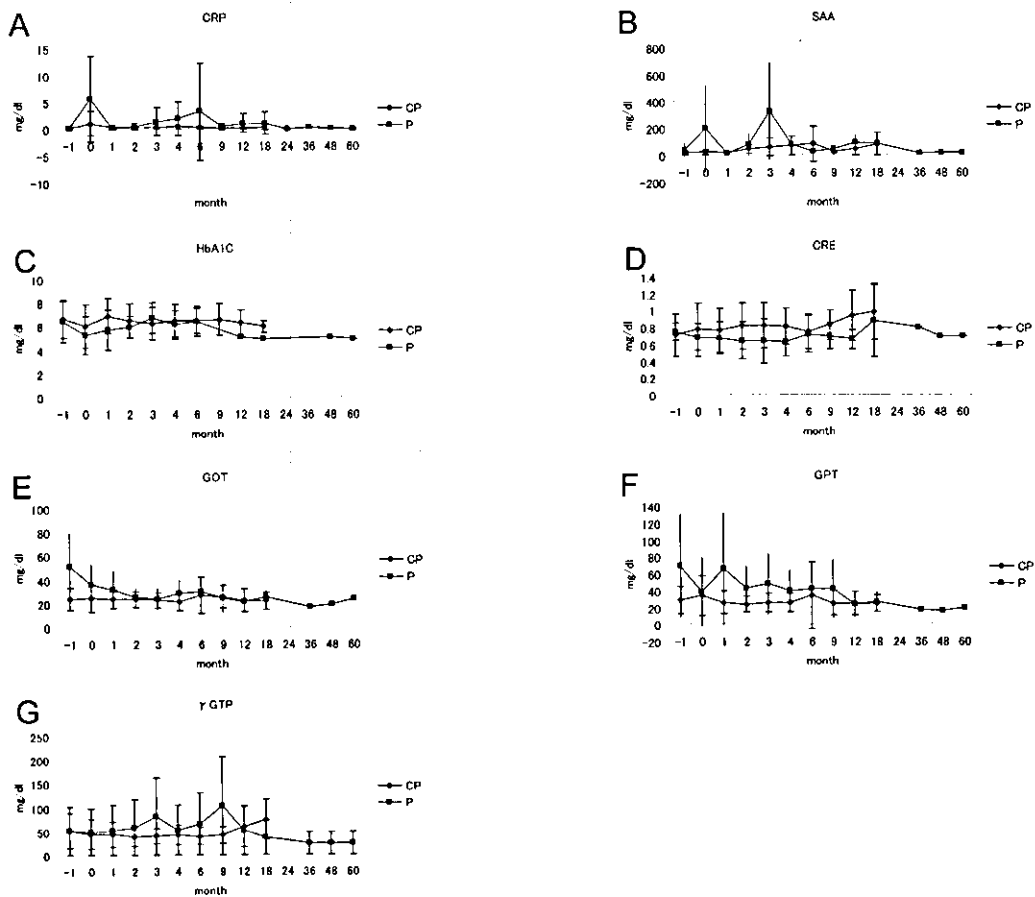 A
CRP
15
10
5
0
-5
-10
mg/dl
-1 0 1 2 3 4 6 9 12 18 24 36 48 60
month
CP
P
B
SAA
800
600
400
200
0
-200
mg/dl
-1 0 1 2 3 4 6 9 12 18 24 36 48 60
month
CP
P
C
HbA1C
10
8
6
4
2
0
mg/dl
-1 0 1 2 3 4 6 9 12 18 24 36 48 60
month
CP
P
D
CRE
1.4
1.2
1
0.8
0.6
0.4
0.2
0
mg/dl
-1 0 1 2 3 4 6 9 12 18 24 36 48 60
month
CP
P
E
GOT
100
80
60
40
20
0
mg/dl
-1 0 1 2 3 4 6 9 12 18 24 36 48 60
month
CP
P
F
GPT
140
120
100
80
60
40
20
0
-20
mg/dl
-1 0 1 2 3 4 6 9 12 18 24 36 48 60
month
CP
P
G
γGTP
250
200
150
100
50
0
mg/dl
-1 0 1 2 3 4 6 9 12 18 24 36 48 60
month
CP
P